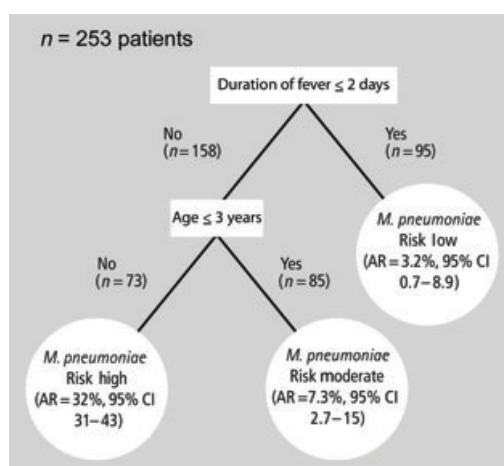 n = 253 patients
Duration of fever ≤ 2 days
No
(n=158)
Yes
(n=95)
Age ≤ 3 years
M. pneumoniae
Risk low
(AR=3.2%, 95% CI
0.7–8.9)
No
(n=73)
Yes
(n=85)
M. pneumoniae
Risk high
(AR=32%, 95% CI
31–43)
M. pneumoniae
Risk moderate
(AR=7.3%, 95% CI
2.7–15)